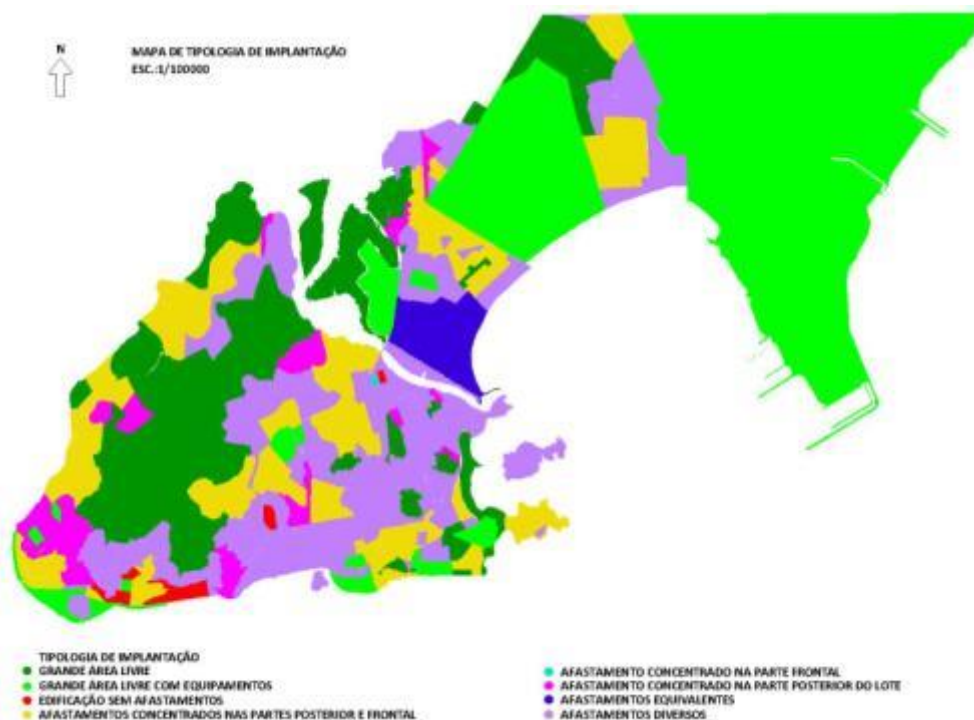 N
MAPA DE TIPOLOGIA DE IMPLANTAÇÃO
ESC.:1/100000
TIPOLOGIA DE IMPLANTAÇÃO
GRANDE ÁREA LIVRE
GRANDE ÁREA LIVRE COM EQUIPAMENTOS
EDIFICAÇÃO SEM AFASTAMENTOS
AFASTAMENTOS CONCENTRADOS NAS PARTES POSTERIOR E FRONTAL
AFASTAMENTO CONCENTRADO NA PARTE FRONTAL
AFASTAMENTO CONCENTRADO NA PARTE POSTERIOR DO LOTE
AFASTAMENTOS EQUIVALENTES
AFASTAMENTOS DIVERSOS